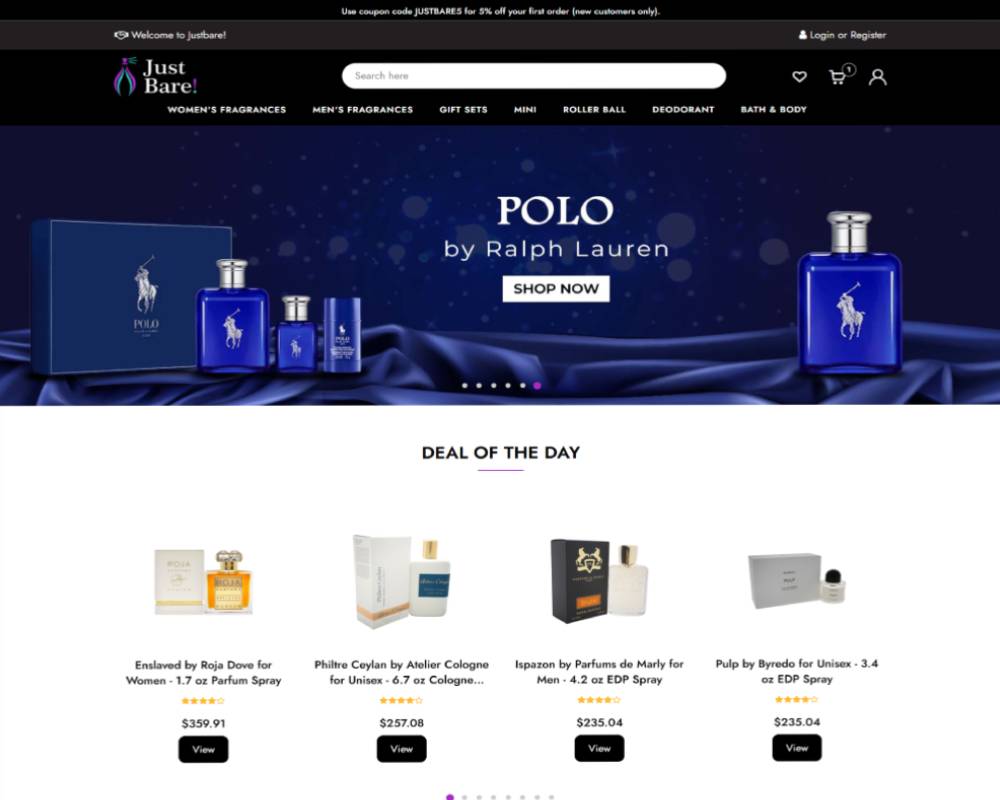 Use coupon code JUSTBARE5 for 5% off your first order (new customers only).
Welcome to Justbare!
Login or Register
Just
Bare!
Search here
1
WOMEN'S FRAGRANCES MEN'S FRAGRANCES GIFT SETS MINI ROLLER BALL DEODORANT BATH & BODY
POLO
by Ralph Lauren
SHOP NOW
POLO
DEAL OF THE DAY
ROJA
ROJA
PULP
Enslaved by Roja Dove for
Women - 1.7 oz Parfum Spray
$359.91
View
Philtre Ceylan by Atelier Cologne
for Unisex - 6.7 oz Cologne...
$257.08
View
Ispazon by Parfums de Marly for
Men - 4.2 oz EDP Spray
$235.04
View
Pulp by Byredo for Unisex - 3.4
oz EDP Spray
$235.04
View